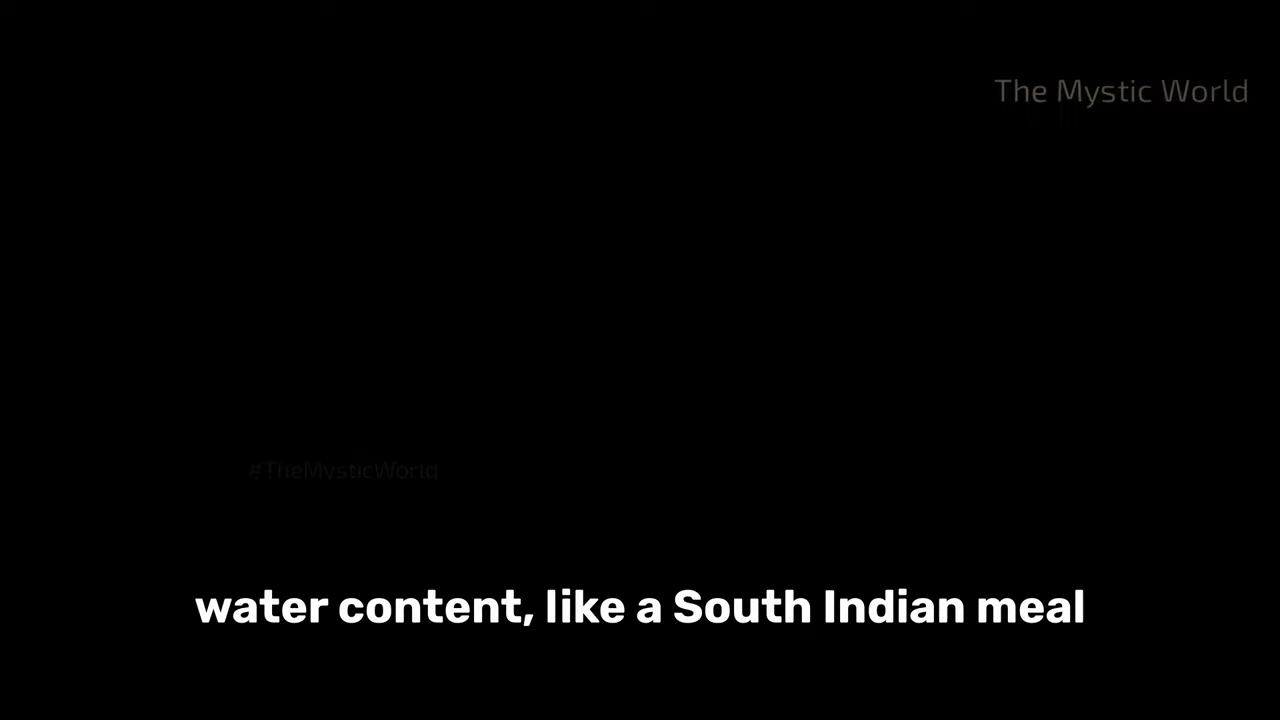 The Mystic World
#TheMysticWorld
water content, like a South Indian meal